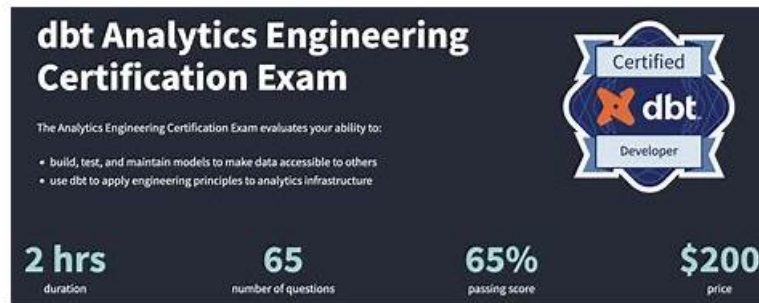 dbt Analytics Engineering
Certification Exam
Certified
dbt
Developer
The Analytics Engineering Certification Exam evaluates your ability to:
• build, test, and maintain models to make data accessible to others
• use dbt to apply engineering principles to analytics infrastructure
2 hrs
duration
65
number of questions
65%
passing score
$200
price